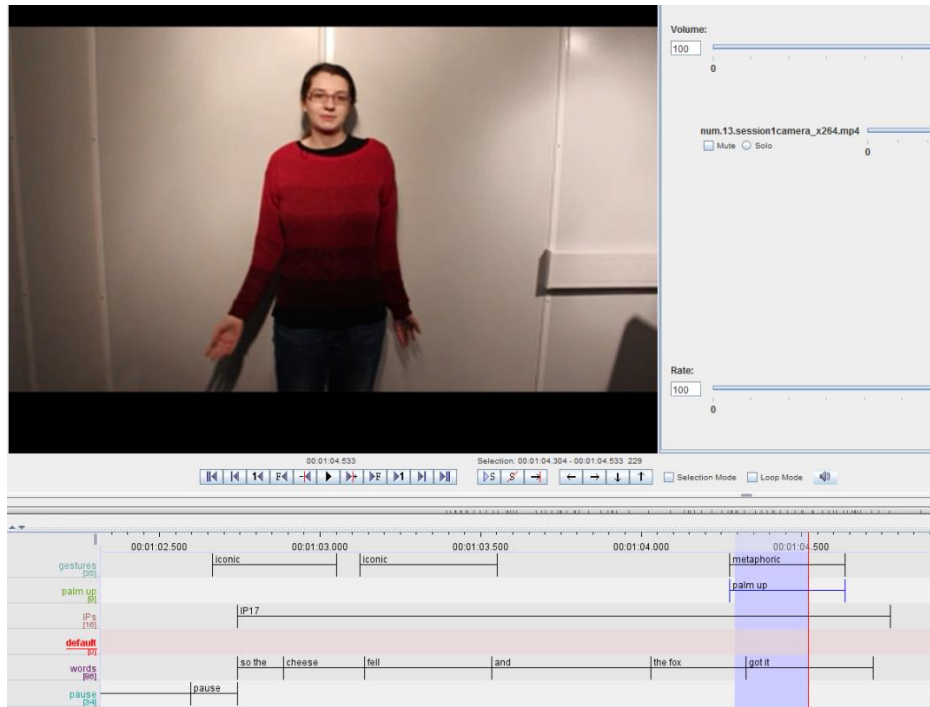 Volume:
100
0
num.13.session1camera_x264.mp4
Mute Solo
0
Rate:
100
0
00:01:04.533 Selection: 00:01:04.304 - 00:01:04.533 229
1 F F 1 S S Selection Mode Loop Mode
00:01:02.500 00:01:03.000 00:01:03.500 00:01:04.000 00:01:04.500
gestures iconic iconic metaphoric
[35]
palm up palm up
[9]
IPs IP17
[16]
default
[0]
words so the cheese fell and the fox got it
[86]
pause pause
[34]